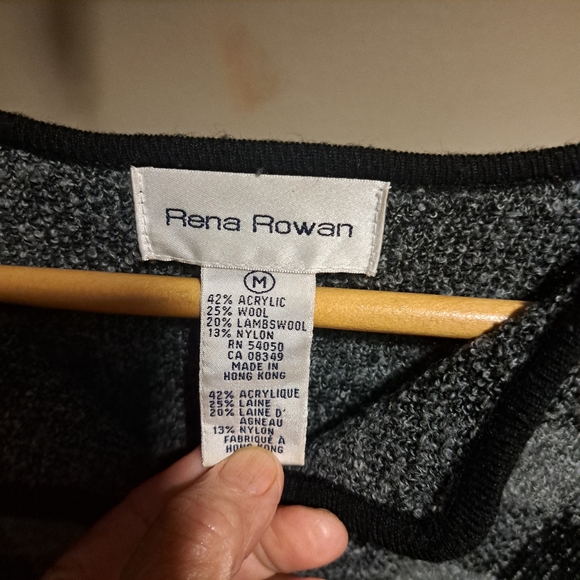 Rena Rowan
M
42% ACRYLIC
25% WOOL
20% LAMBSWOOL
13% NYLON
RN 54050
CA 08349
MADE IN
HONG KONG
42% ACRYLIQUE
25% LAINE
20% LAINE D'
AGNEAU
13% NYLON
FABRIQUÉ À
HONG KONG